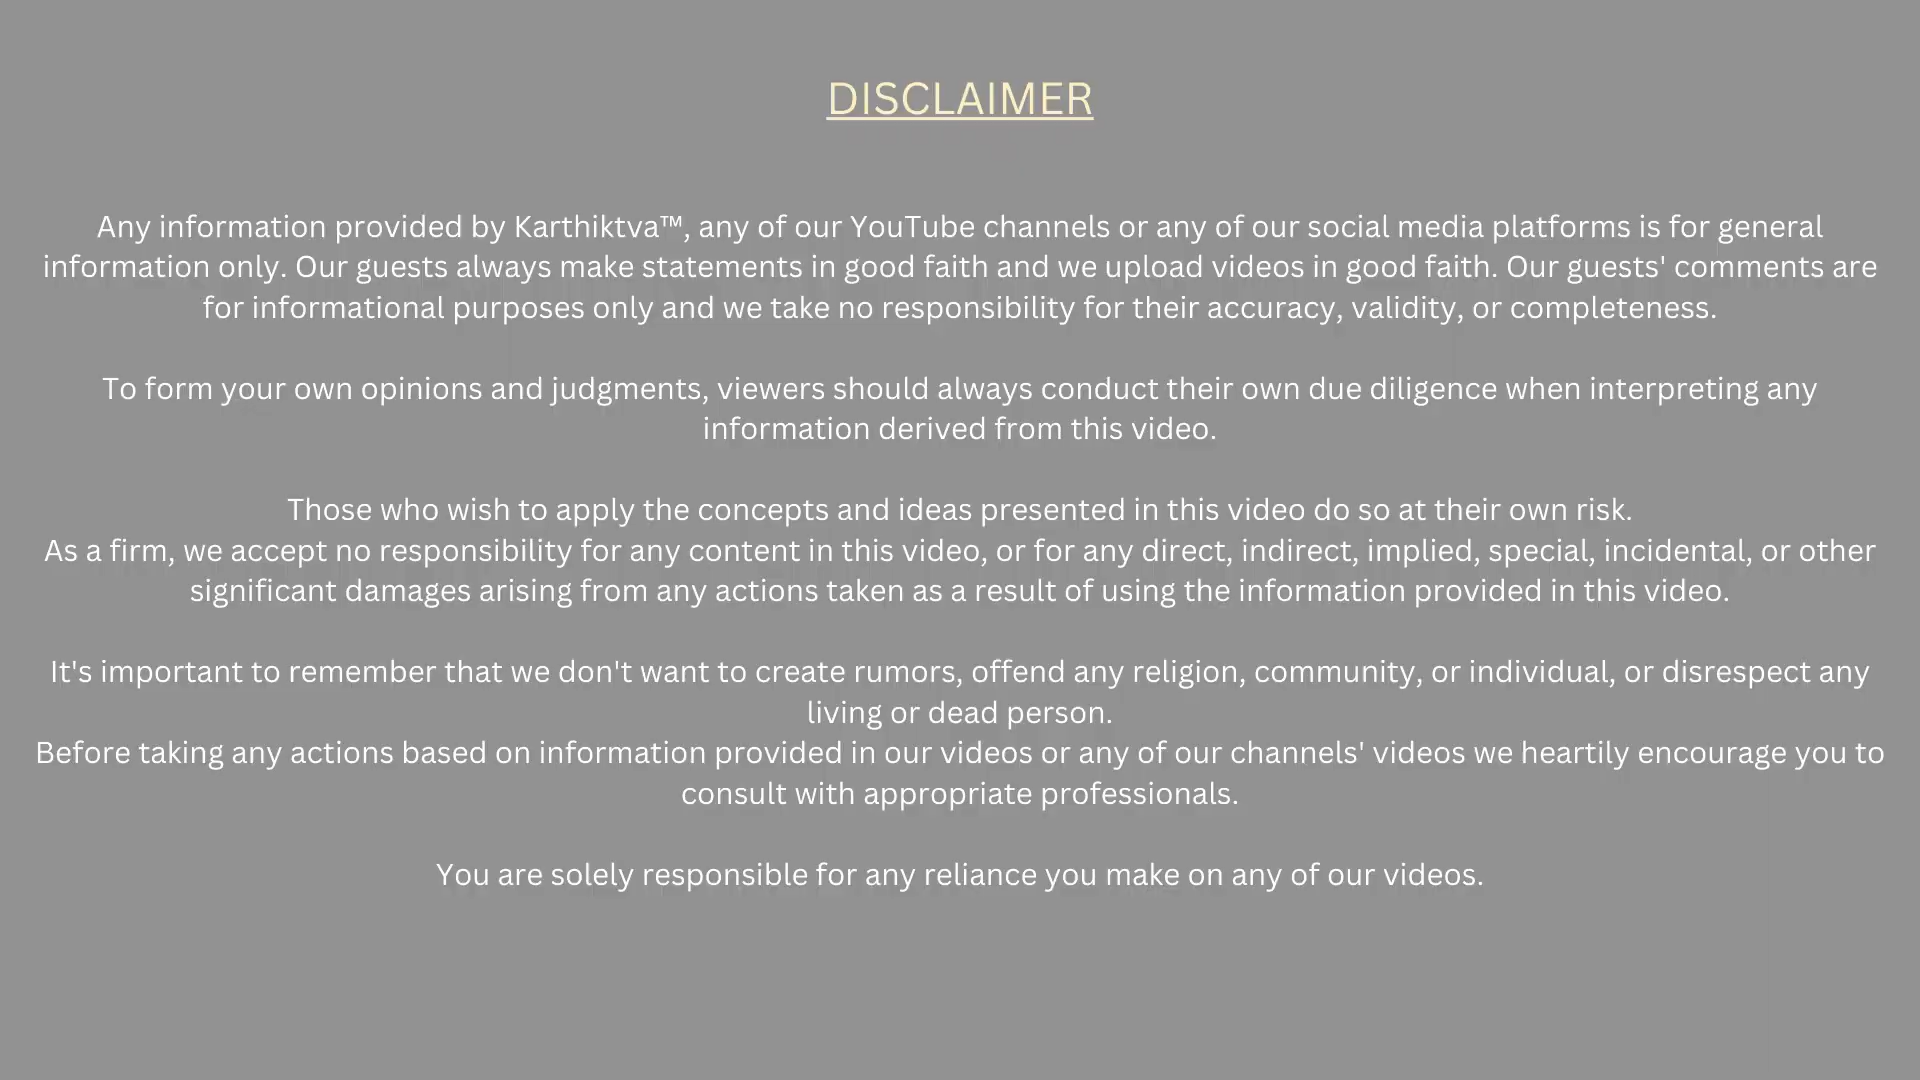 DISCLAIMER
Any information provided by Karthiktva™, any of our YouTube channels or any of our social media platforms is for general
information only. Our guests always make statements in good faith and we upload videos in good faith. Our guests' comments are
for informational purposes only and we take no responsibility for their accuracy, validity, or completeness.
To form your own opinions and judgments, viewers should always conduct their own due diligence when interpreting any
information derived from this video.
Those who wish to apply the concepts and ideas presented in this video do so at their own risk.
As a firm, we accept no responsibility for any content in this video, or for any direct, indirect, implied, special, incidental, or other
significant damages arising from any actions taken as a result of using the information provided in this video.
It's important to remember that we don't want to create rumors, offend any religion, community, or individual, or disrespect any
living or dead person.
Before taking any actions based on information provided in our videos or any of our channels' videos we heartily encourage you to
consult with appropriate professionals.
You are solely responsible for any reliance you make on any of our videos.